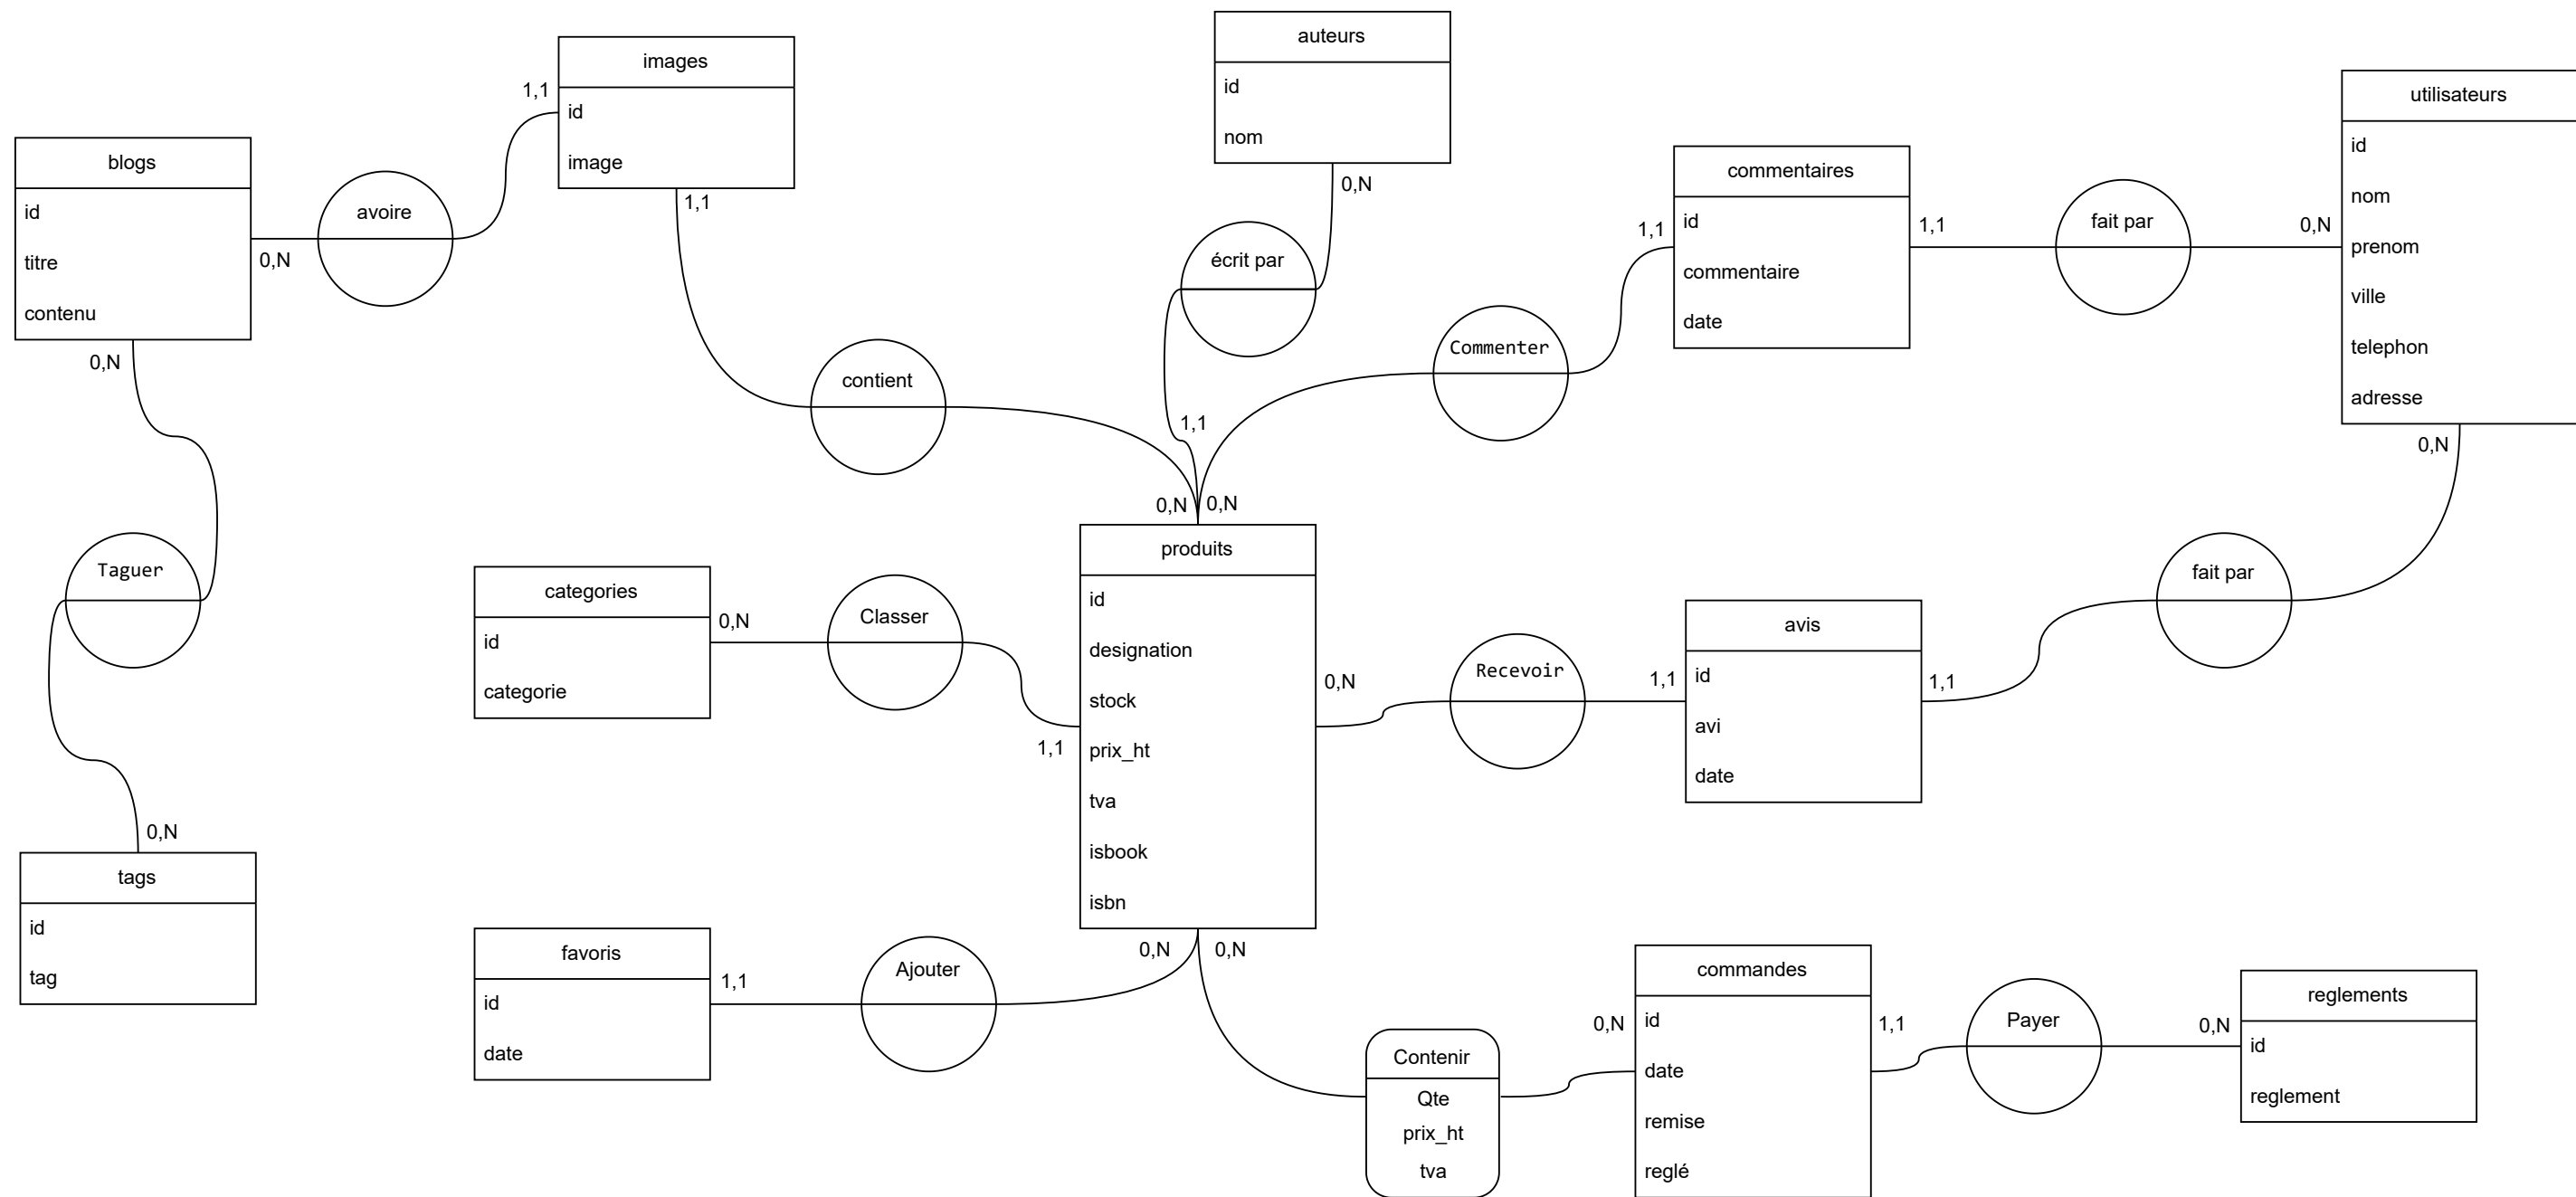 auteurs
id
nom
0,N
images
id
image
1,1
1,1
utilisateurs
id
nom
prenom
ville
telephon
adresse
0,N
0,N
blogs
id
titre
contenu
0,N
0,N
avoire
commentaires
id
commentaire
date
1,1
1,1
fait par
écrit par
1,1
Commenter
contient
0,N
0,N
produits
id
designation
stock
prix_ht
tva
isbook
isbn
Taguer
0,N
tags
id
tag
categories
id
categorie
0,N
Classer
1,1
0,N
Recevoir
1,1
avis
id
avi
date
1,1
fait par
favoris
id
date
1,1
Ajouter
0,N
0,N
Contenir
Qte
prix_ht
tva
0,N
commandes
id
date
remise
reglé
1,1
Payer
0,N
reglements
id
reglement